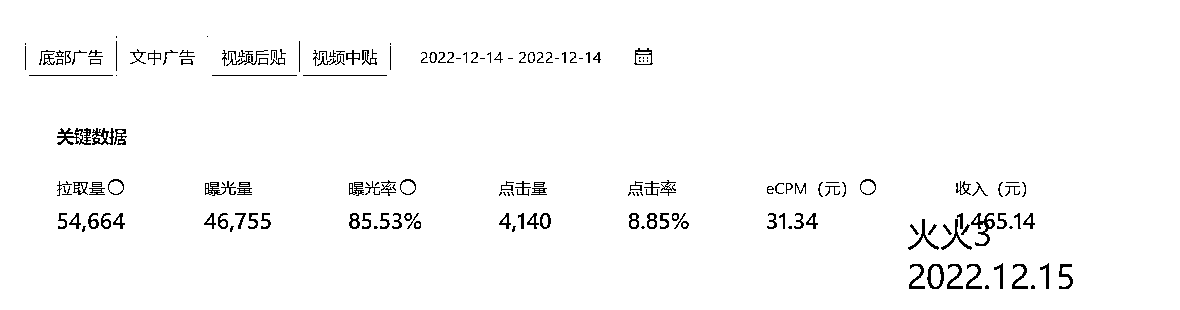 底部广告 文中广告 视频后贴 视频中贴 2022-12-14 - 2022-12-14
关键数据
拉取量 曝光量 曝光率 点击量 点击率 eCPM（元） 收入（元）
54,664 46,755 85.53% 4,140 8.85% 31.34 1,465.14
火火3
2022.12.15